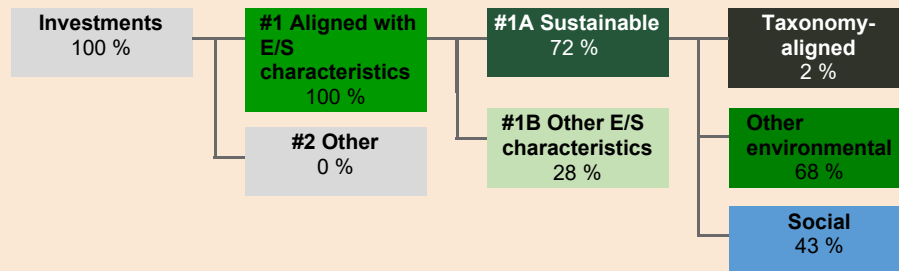 Investments
100 %
#1 Aligned with
E/S
characteristics
100 %
#2 Other
0 %
#1A Sustainable
72 %
#1B Other E/S
characteristics
28 %
Taxonomy-
aligned
2 %
Other
environmental
68 %
Social
43 %